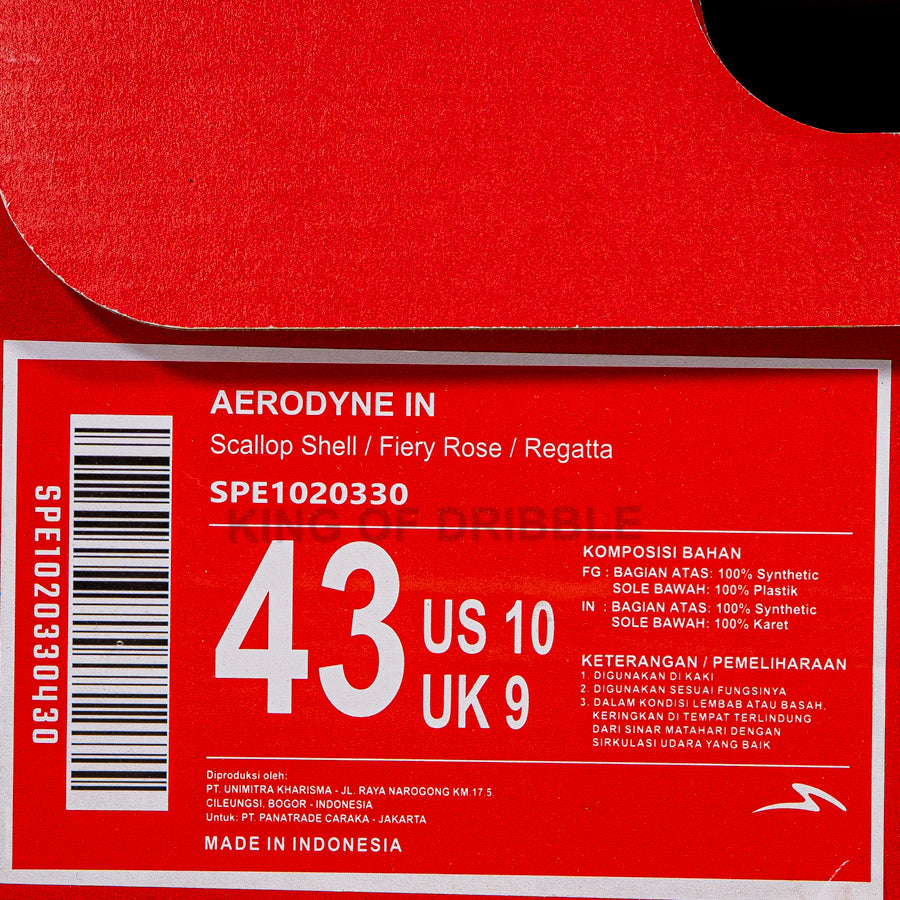 AERODYNE IN
Scallop Shell / Fiery Rose / Regatta
SPE1020330
KING OF DRIBBLE
SPE1020330430
43
US 10
UK 9
KOMPOSISI BAHAN
FG : BAGIAN ATAS: 100% Synthetic
SOLE BAWAH: 100% Plastik
IN : BAGIAN ATAS: 100% Synthetic
SOLE BAWAH: 100% Karet
KETERANGAN / PEMELIHARAAN
1. DIGUNAKAN DI KAKI
2. DIGUNAKAN SESUAI FUNGSINYA
3. DALAM KONDISI LEMBAB ATAU BASAH.
KERINGKAN DI TEMPAT TERLINDUNG
DARI SINAR MATAHARI DENGAN
SIRKULASI UDARA YANG BAIK
Diproduksi oleh:
PT. UNIMITRA KHARISMA - JL. RAYA NAROGONG KM.17.5.
CILEUNGSI. BOGOR - INDONESIA
Untuk: PT. PANATRADE CARAKA - JAKARTA
MADE IN INDONESIA